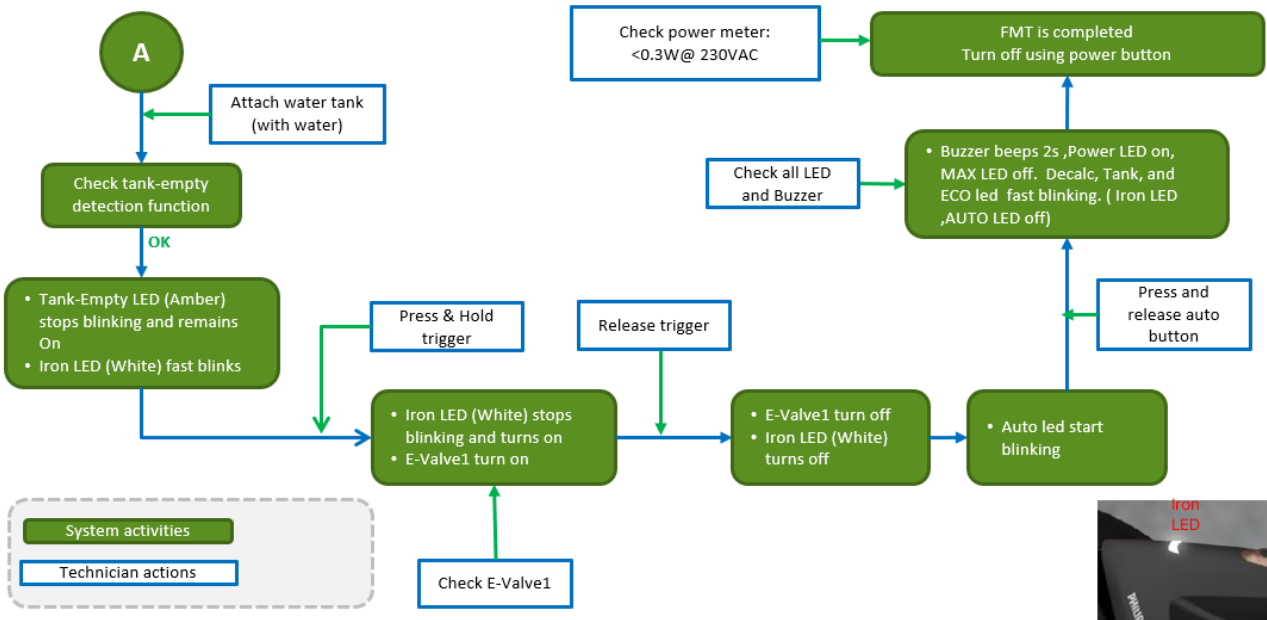 A
Attach water tank
(with water)
Check tank-empty
detection function
OK
• Tank-Empty LED (Amber)
stops blinking and remains
On
• Iron LED (White) fast blinks
Press & Hold
trigger
• Iron LED (White) stops
blinking and turns on
• E-Valve1 turn on
Check E-Valve1
Release trigger
• E-Valve1 turn off
• Iron LED (White)
turns off
• Auto led start
blinking
Press and
release auto
button
• Buzzer beeps 2s ,Power LED on,
MAX LED off. Decalc, Tank, and
ECO led fast blinking. ( Iron LED
,AUTO LED off)
Check all LED
and Buzzer
FMT is completed
Turn off using power button
Check power meter:
<0.3W@ 230VAC
System activities
Technician actions
Iron
LED